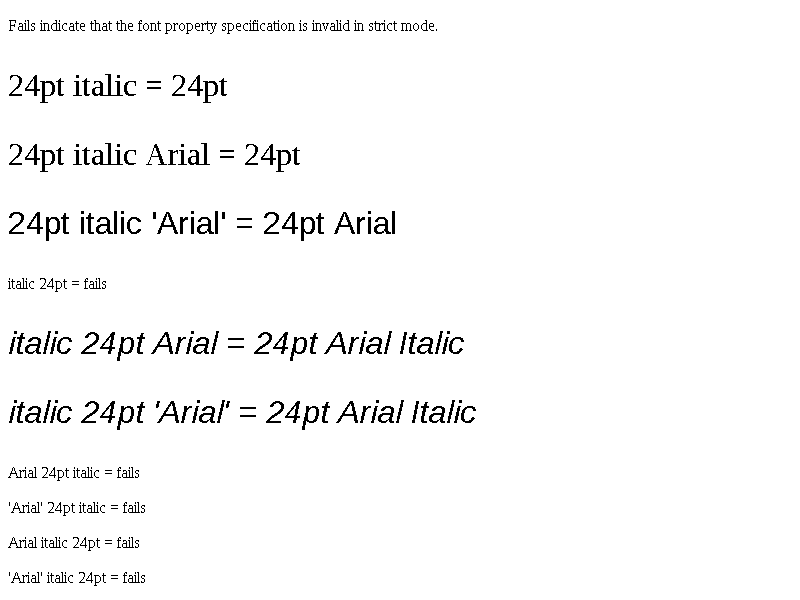 Fails indicate that the font property specification is invalid in strict mode.
24pt italic = 24pt
24pt italic Arial = 24pt
24pt italic 'Arial' = 24pt Arial
italic 24pt = fails
italic 24pt Arial = 24pt Arial Italic
italic 24pt 'Arial' = 24pt Arial Italic
Arial 24pt italic = fails
'Arial' 24pt italic = fails
Arial italic 24pt = fails
'Arial' italic 24pt = fails